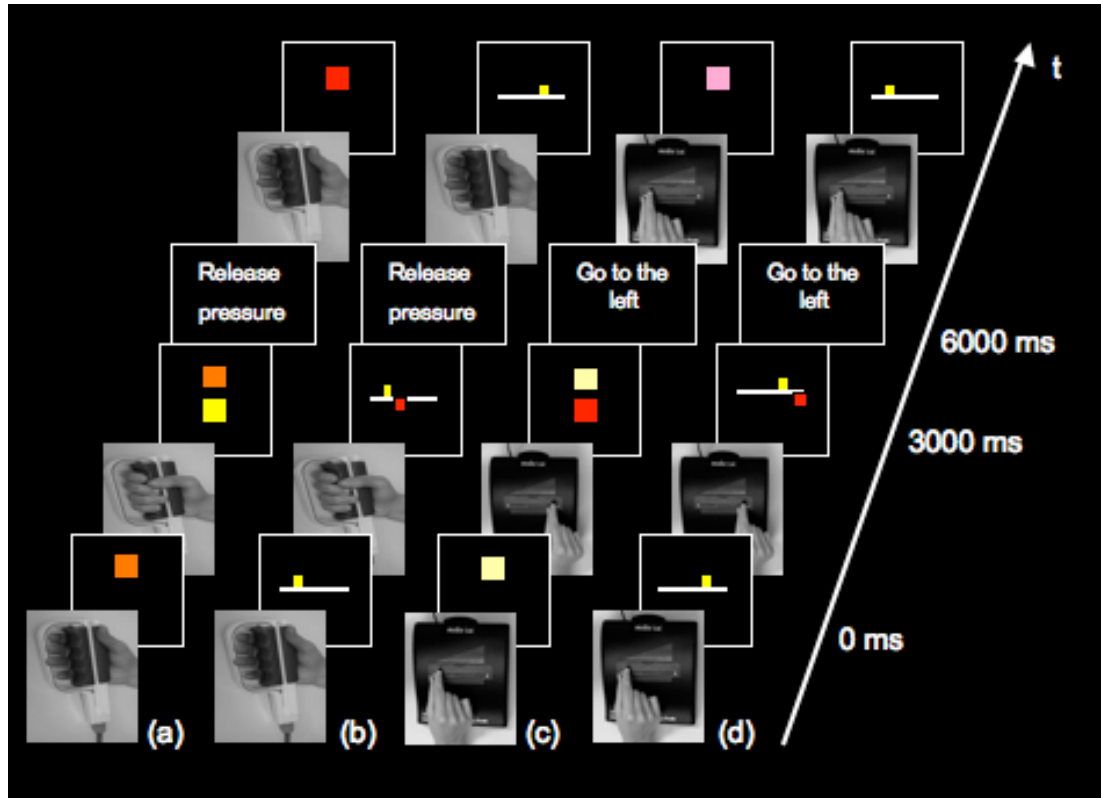 t
Release
pressure
Release
pressure
Go to the
left
Go to the
left
6000 ms
3000 ms
0 ms
(a)
(b)
(c)
(d)